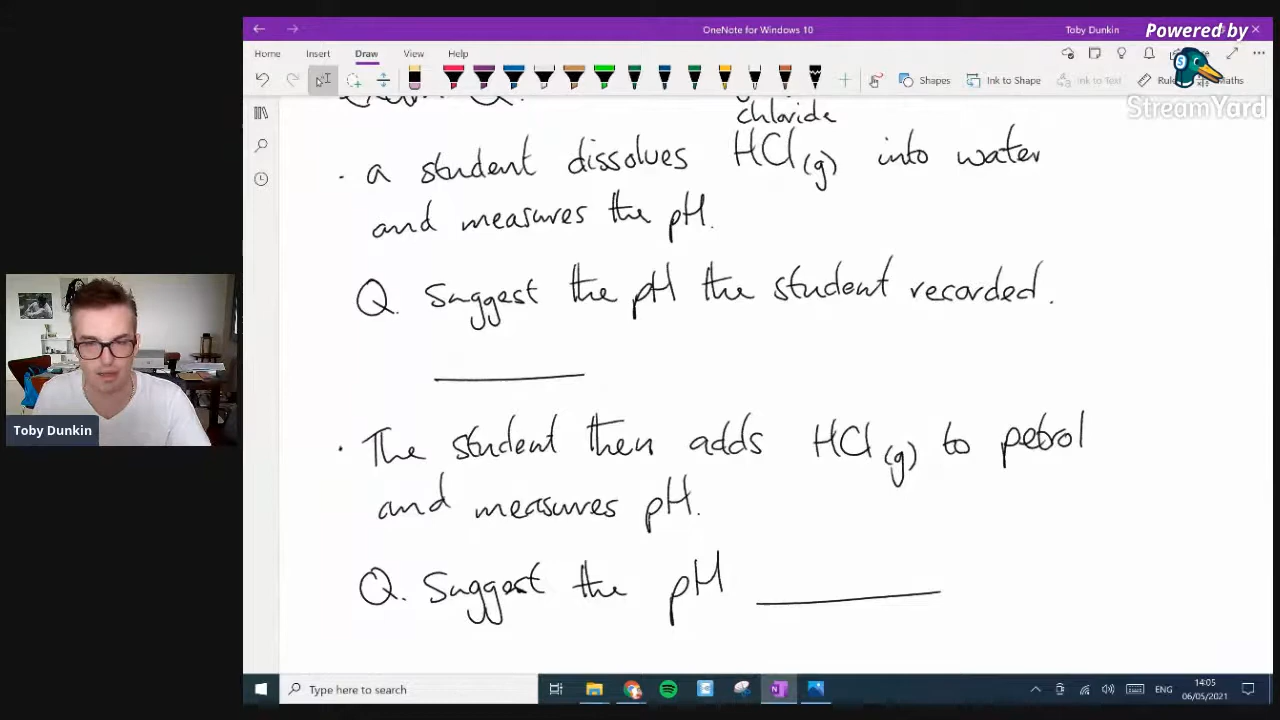 OneNote for Windows 10
Toby Dunkin
Powered by
StreamYard
Home Insert Draw View Help
Shapes Ink to Shape Ink to Text Maths
chloride
· a student dissolves HCl(g) into water
and measures the pH.
Q. Suggest the pH the student recorded.
· The student then adds HCl(g) to petrol
and measures pH.
Q. Suggest the pH
Toby Dunkin
Type here to search
ENG
14:05
06/05/2021